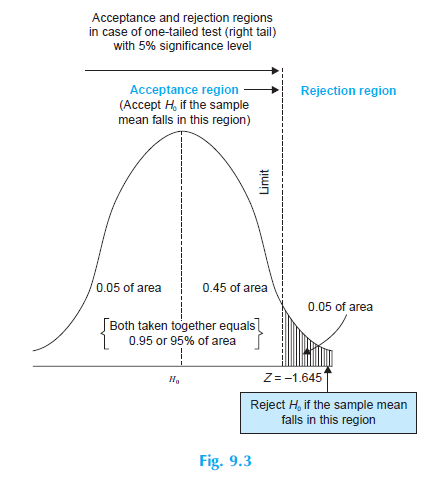 Acceptance and rejection regions
in case of one-tailed test (right tail)
with 5% significance level
Acceptance region
Rejection region
(Accept H₀ if the sample
mean falls in this region)
Limit
0.05 of area
0.45 of area
0.05 of area
Both taken together equals
0.95 or 95% of area
H₀
Z = –1.645
Reject H₀ if the sample mean
falls in this region
Fig. 9.3